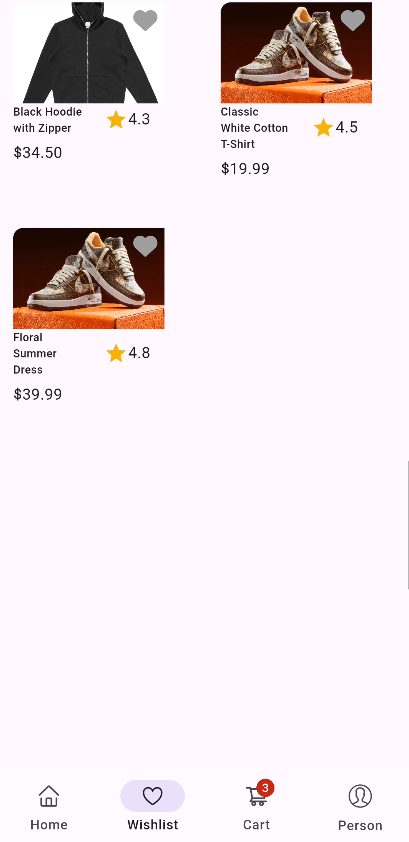 Black Hoodie
with Zipper
4.3
$34.50
Classic
White Cotton
T-Shirt
4.5
$19.99
Floral
Summer
Dress
4.8
$39.99
3
Home
Wishlist
Cart
Person